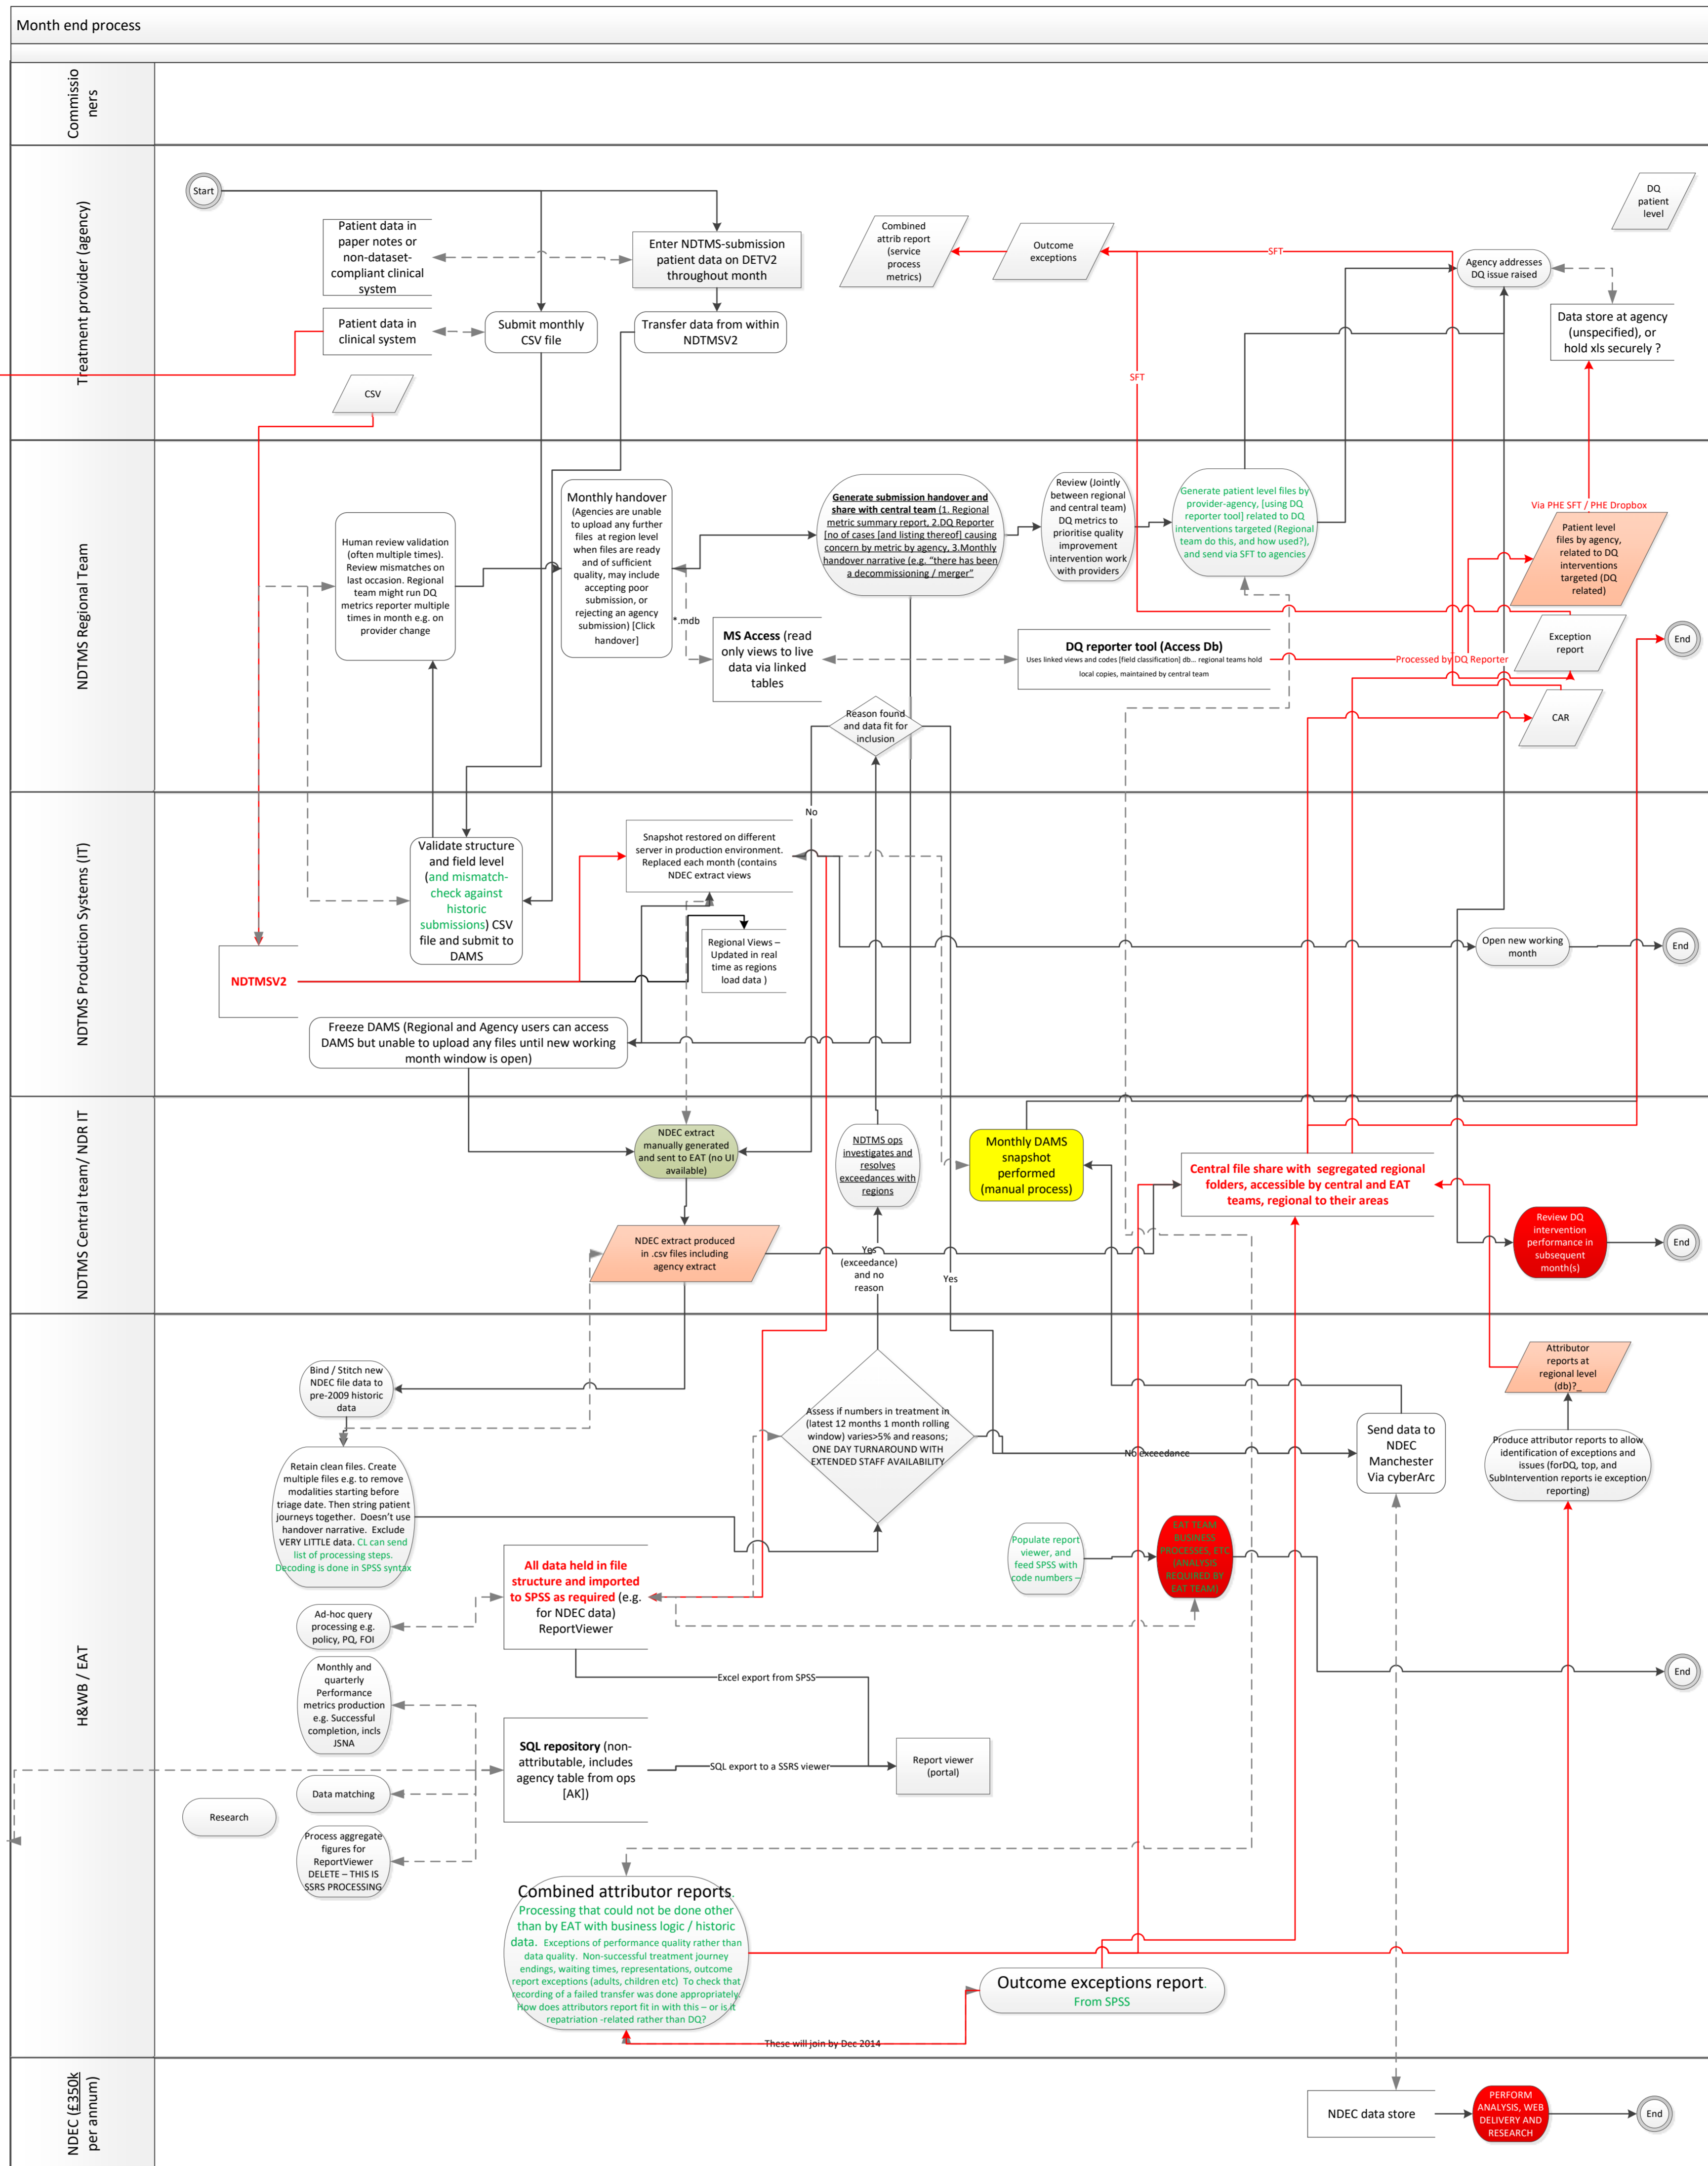 Month end process
Commissio
ners
Treatment provider (agency)
Start
Patient data in
paper notes or
non-dataset-
compliant clinical
system
Enter NDTMS-submission
patient data on DETV2
throughout month
Patient data in
clinical system
Submit monthly
CSV file
Transfer data from within
NDTMSV2
CSV
Combined
attrib report
(service
process
metrics)
Outcome
exceptions
SFT
SFT
Agency addresses
DQ issue raised
DQ
patient
level
Data store at agency
(unspecified), or
hold xls securely ?
NDTMS Regional Team
Human review validation
(often multiple times).
Review mismatches on
last occasion. Regional
team might run DQ
metrics reporter multiple
times in month e.g. on
provider change
Monthly handover
(Agencies are unable
to upload any further
files at region level
when files are ready
and of sufficient
quality, may include
accepting poor
submission, or
rejecting an agency
submission) [Click
handover]
*.mdb
Generate submission handover and
share with central team (1. Regional
metric summary report, 2.DQ Reporter
[no of cases [and listing thereof] causing
concern by metric by agency, 3.Monthly
handover narrative (e.g. “there has been
a decommissioning / merger”
Review (Jointly
between regional
and central team)
DQ metrics to
prioritise quality
improvement
intervention work
with providers
Generate patient level files by
provider-agency, [using DQ
reporter tool] related to DQ
interventions targeted (Regional
team do this, and how used?),
and send via SFT to agencies
Via PHE SFT / PHE Dropbox
Patient level
files by agency,
related to DQ
interventions
targeted (DQ
related)
MS Access (read
only views to live
data via linked
tables
DQ reporter tool (Access Db)
Uses linked views and codes [field classification] db... regional teams hold
local copies, maintained by central team
Processed by DQ Reporter
Exception
report
End
CAR
Reason found
and data fit for
inclusion
NDTMS Production Systems (IT)
No
Validate structure
and field level
(and mismatch-
check against
historic
submissions) CSV
file and submit to
DAMS
Snapshot restored on different
server in production environment.
Replaced each month (contains
NDEC extract views
Regional Views –
Updated in real
time as regions
load data )
NDTMSV2
Open new working
month
End
Freeze DAMS (Regional and Agency users can access
DAMS but unable to upload any files until new working
month window is open)
NDTMS Central team/ NDR IT
NDEC extract
manually generated
and sent to EAT (no UI
available)
NDTMS ops
investigates and
resolves
exceedances with
regions
Monthly DAMS
snapshot
performed
(manual process)
Central file share with  segregated regional
folders, accessible by central and EAT
teams, regional to their areas
Review DQ
intervention
performance in
subsequent
month(s)
End
NDEC extract produced
in .csv files including
agency extract
Yes
(exceedance)
and no
reason
Yes
H&WB / EAT
Bind / Stitch new
NDEC file data to
pre-2009 historic
data
Retain clean files. Create
multiple files e.g. to remove
modalities starting before
triage date. Then string patient
journeys together.  Doesn’t use
handover narrative.  Exclude
VERY LITTLE data. CL can send
list of processing steps.
Decoding is done in SPSS syntax
Assess if numbers in treatment in
(latest 12 months 1 month rolling
window) varies>5% and reasons;
ONE DAY TURNAROUND WITH
EXTENDED STAFF AVAILABILITY
No exceedance
Send data to
NDEC
Manchester
Via cyberArc
Attributor
reports at
regional level
(db)?_
Produce attributor reports to allow
identification of exceptions and
issues (forDQ, top, and
SubIntervention reports ie exception
reporting)
All data held in file
structure and imported
to SPSS as required (e.g.
for NDEC data)
ReportViewer
Populate report
viewer, and
feed SPSS with
code numbers –
EAT TEAM
BUSINESS
PROCESSES, ETC
(ANALYSIS
REQUIRED BY
EAT TEAM)
Ad-hoc query
processing e.g.
policy, PQ, FOI
Monthly and
quarterly
Performance
metrics production
e.g. Successful
completion, incls
JSNA
Excel export from SPSS
End
SQL repository (non-
attributable, includes
agency table from ops
[AK])
SQL export to a SSRS viewer
Report viewer
(portal)
Data matching
Research
Process aggregate
figures for
ReportViewer
DELETE – THIS IS
SSRS PROCESSING
Combined attributor reports.
Processing that could not be done other
than by EAT with business logic / historic
data.  Exceptions of performance quality rather than
data quality.  Non-successful treatment journey
endings, waiting times, representations, outcome
report exceptions (adults, children etc)  To check that
recording of a failed transfer was done appropriately.
How does attributors report fit in with this – or is it
repatriation -related rather than DQ?
Outcome exceptions report.
From SPSS
These will join by Dec 2014
NDEC (£350k
per annum)
NDEC data store
PERFORM
ANALYSIS, WEB
DELIVERY AND
RESEARCH
End